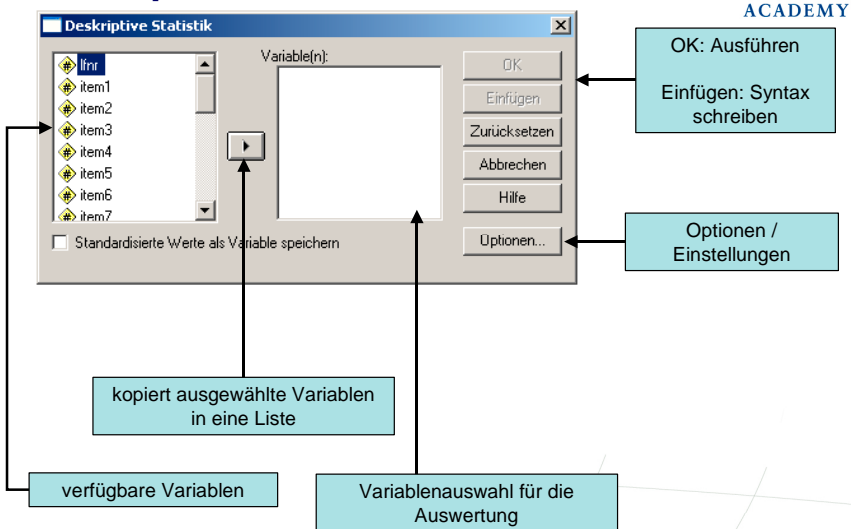 ACADEMY
Deskriptive Statistik
lfnr
item1
item2
item3
item4
item5
item6
item7
Variable(n):
OK
Einfügen
Zurücksetzen
Abbrechen
Hilfe
Optionen...
Standardisierte Werte als Variable speichern
OK: Ausführen
Einfügen: Syntax
schreiben
Optionen /
Einstellungen
kopiert ausgewählte Variablen
in eine Liste
verfügbare Variablen
Variablenauswahl für die
Auswertung